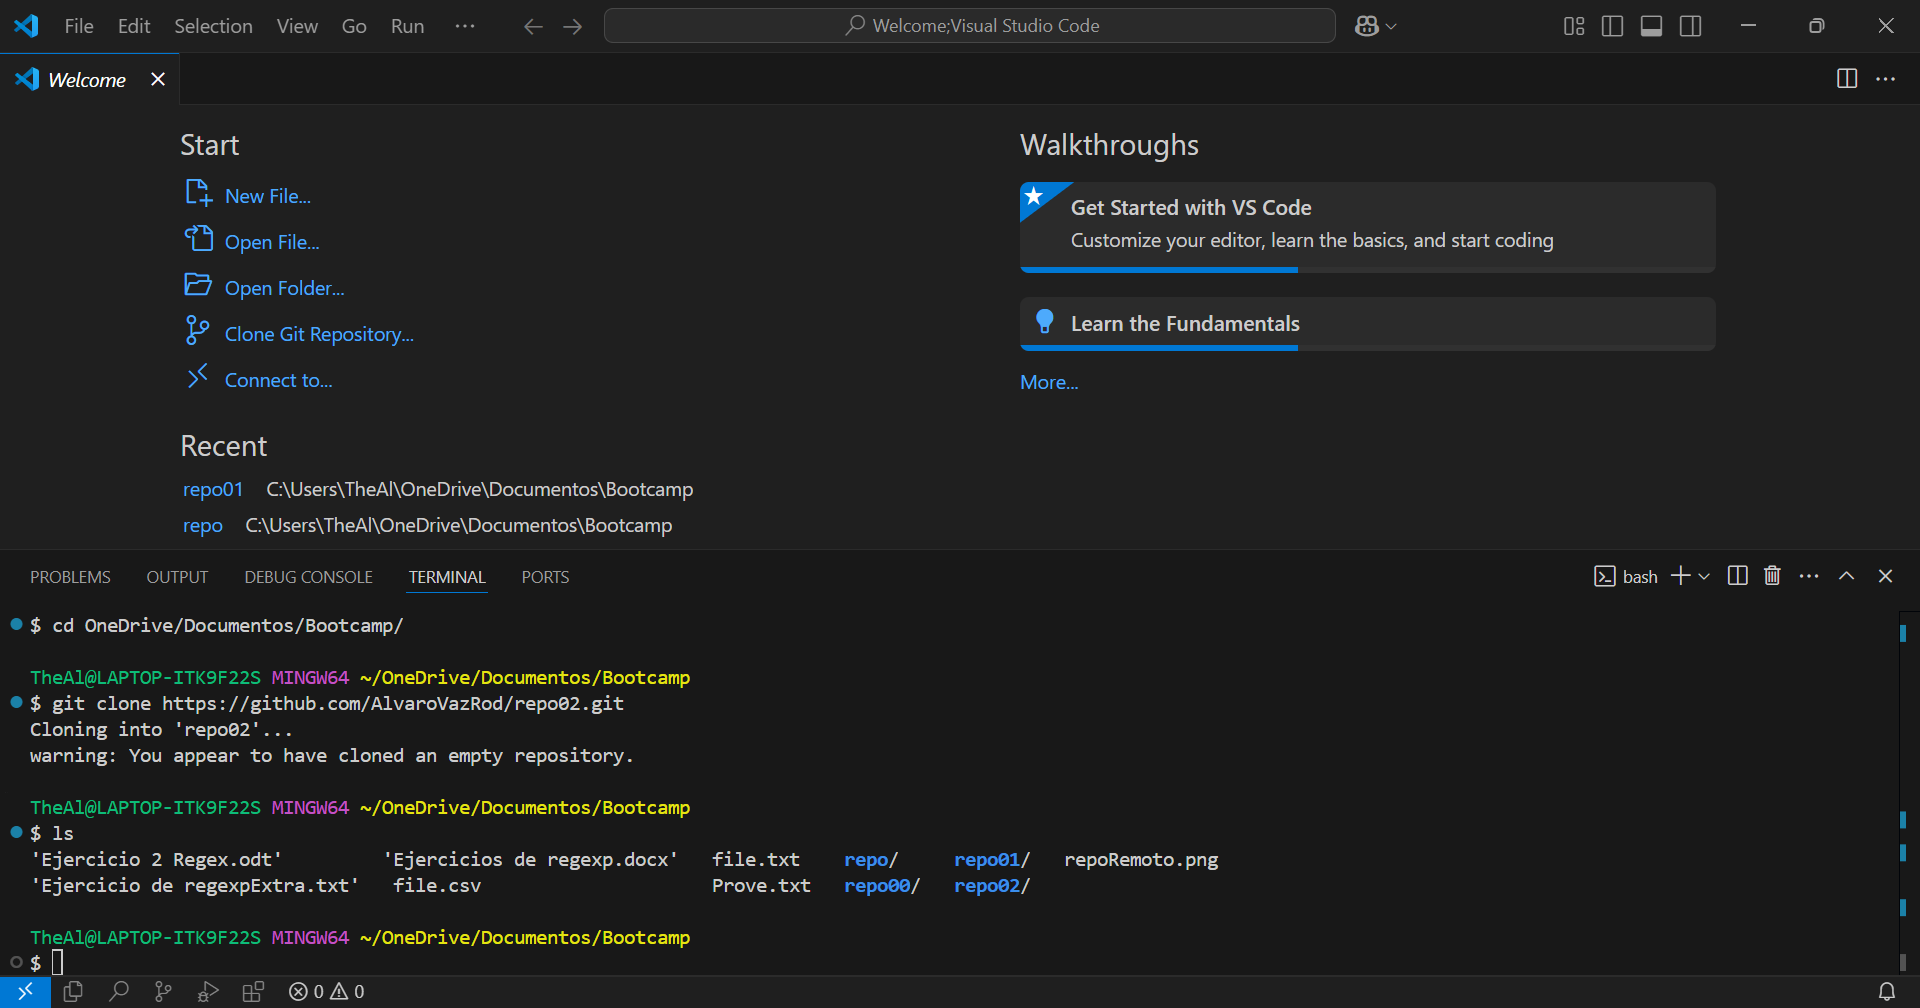 File Edit Selection View Go Run ···
Welcome;Visual Studio Code
Welcome
Start
New File...
Open File...
Open Folder...
Clone Git Repository...
Connect to...
Recent
repo01 C:\Users\TheAl\OneDrive\Documentos\Bootcamp
repo C:\Users\TheAl\OneDrive\Documentos\Bootcamp
Walkthroughs
Get Started with VS Code
Customize your editor, learn the basics, and start coding
Learn the Fundamentals
More...
PROBLEMS OUTPUT DEBUG CONSOLE TERMINAL PORTS
bash
$ cd OneDrive/Documentos/Bootcamp/
TheAl@LAPTOP-ITK9F22S MINGW64 ~/OneDrive/Documentos/Bootcamp
$ git clone https://github.com/AlvaroVazRod/repo02.git
Cloning into 'repo02'...
warning: You appear to have cloned an empty repository.
TheAl@LAPTOP-ITK9F22S MINGW64 ~/OneDrive/Documentos/Bootcamp
$ ls
'Ejercicio 2 Regex.odt' 'Ejercicios de regexp.docx' file.txt repo/ repo01/ repoRemoto.png
'Ejercicio de regexpExtra.txt' file.csv Prove.txt repo00/ repo02/
TheAl@LAPTOP-ITK9F22S MINGW64 ~/OneDrive/Documentos/Bootcamp
$
0 0